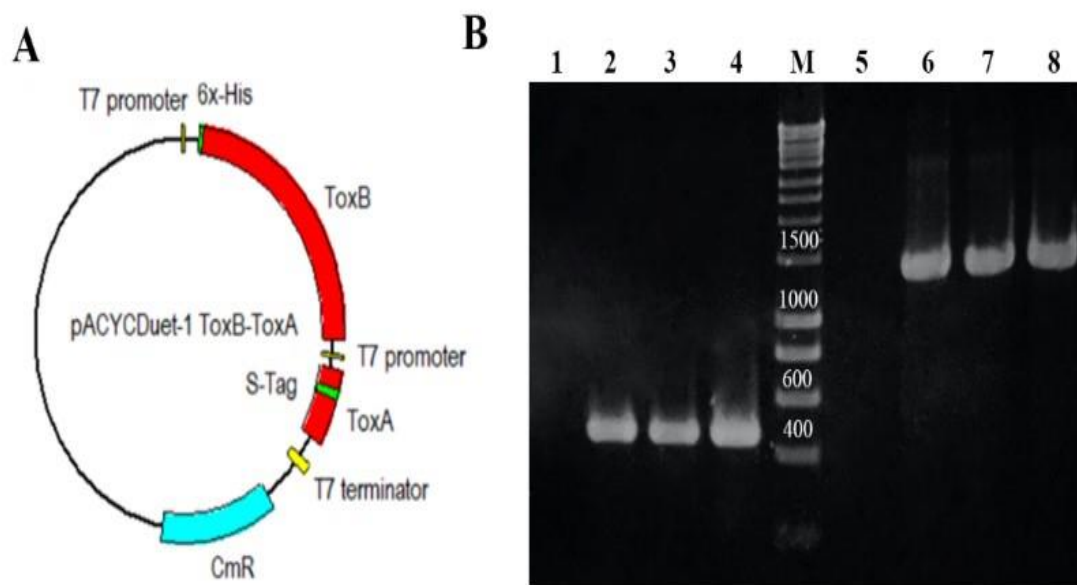 A
T7 promoter 6x-His
ToxB
pACYCDuet-1 ToxB-ToxA
T7 promoter
S-Tag
ToxA
T7 terminator
CmR
B
1 2 3 4 M 5 6 7 8
1500
1000
600
400